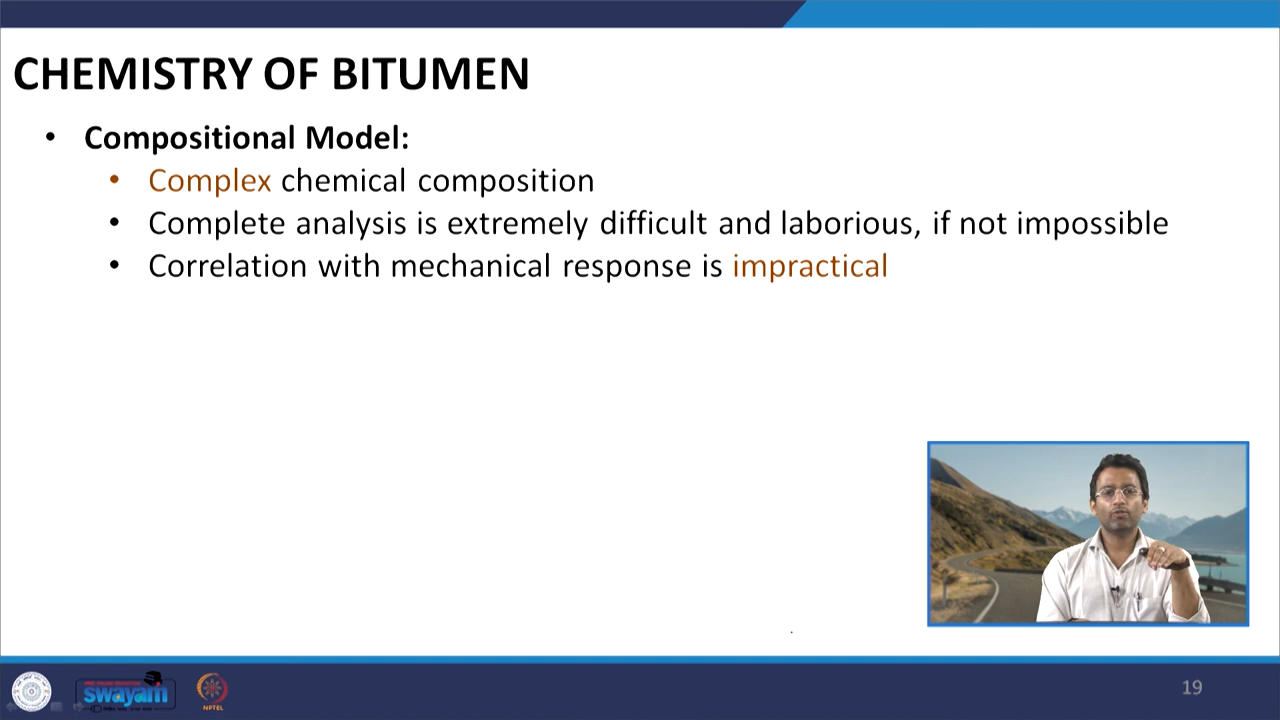 CHEMISTRY OF BITUMEN
• Compositional Model:
• Complex chemical composition
• Complete analysis is extremely difficult and laborious, if not impossible
• Correlation with mechanical response is impractical
swayam
NPTEL
19